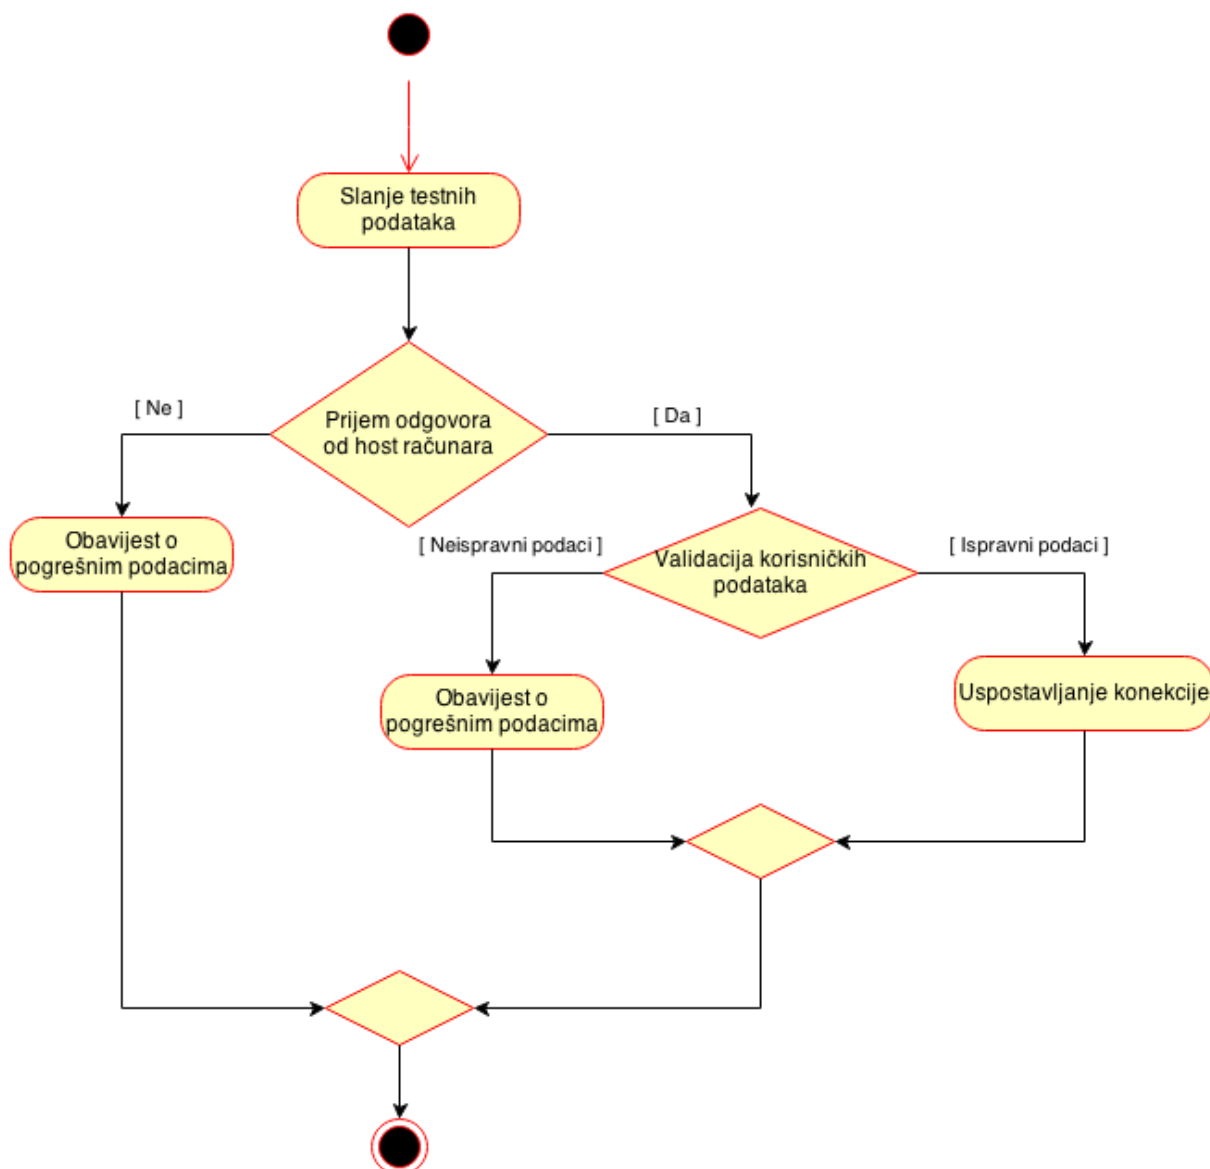 Slanje testnih
podataka
[ Ne ]
[ Da ]
Prijem odgovora
od host računara
Obavijest o
pogrešnim podacima
[ Neispravni podaci ]
Validacija korisničkih
podataka
[ Ispravni podaci ]
Obavijest o
pogrešnim podacima
Uspostavljanje konekcije